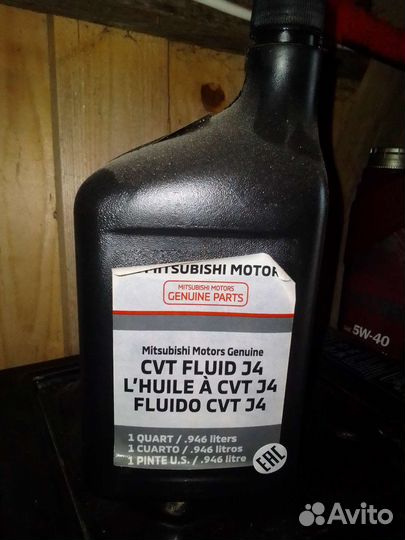 MITSUBISHI MOTOR
MITSUBISHI MOTORS
GENUINE PARTS
Mitsubishi Motors Genuine
CVT FLUID J4
L'HUILE À CVT J4
FLUIDO CVT J4
1 QUART / .946 liters
1 CUARTO / .946 litros
1 PINTE U.S. / .946 litre
EAC
5W-40
Avito